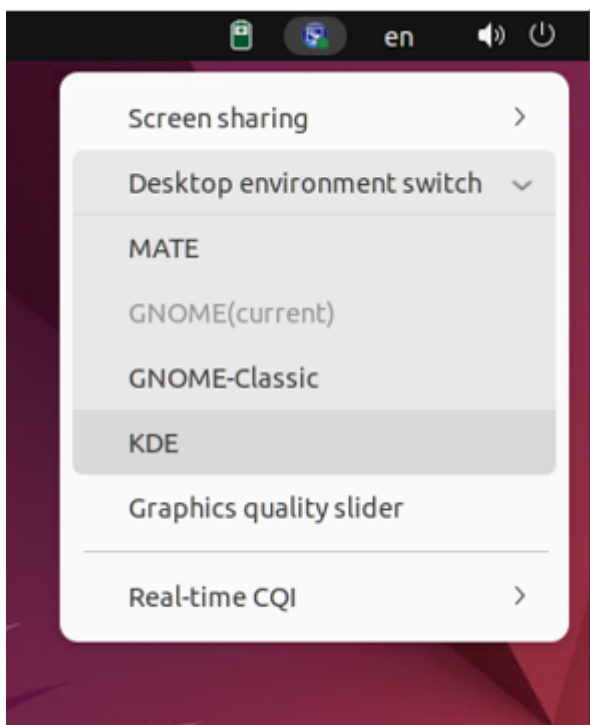 en
Screen sharing
Desktop environment switch
MATE
GNOME(current)
GNOME-Classic
KDE
Graphics quality slider
Real-time CQI